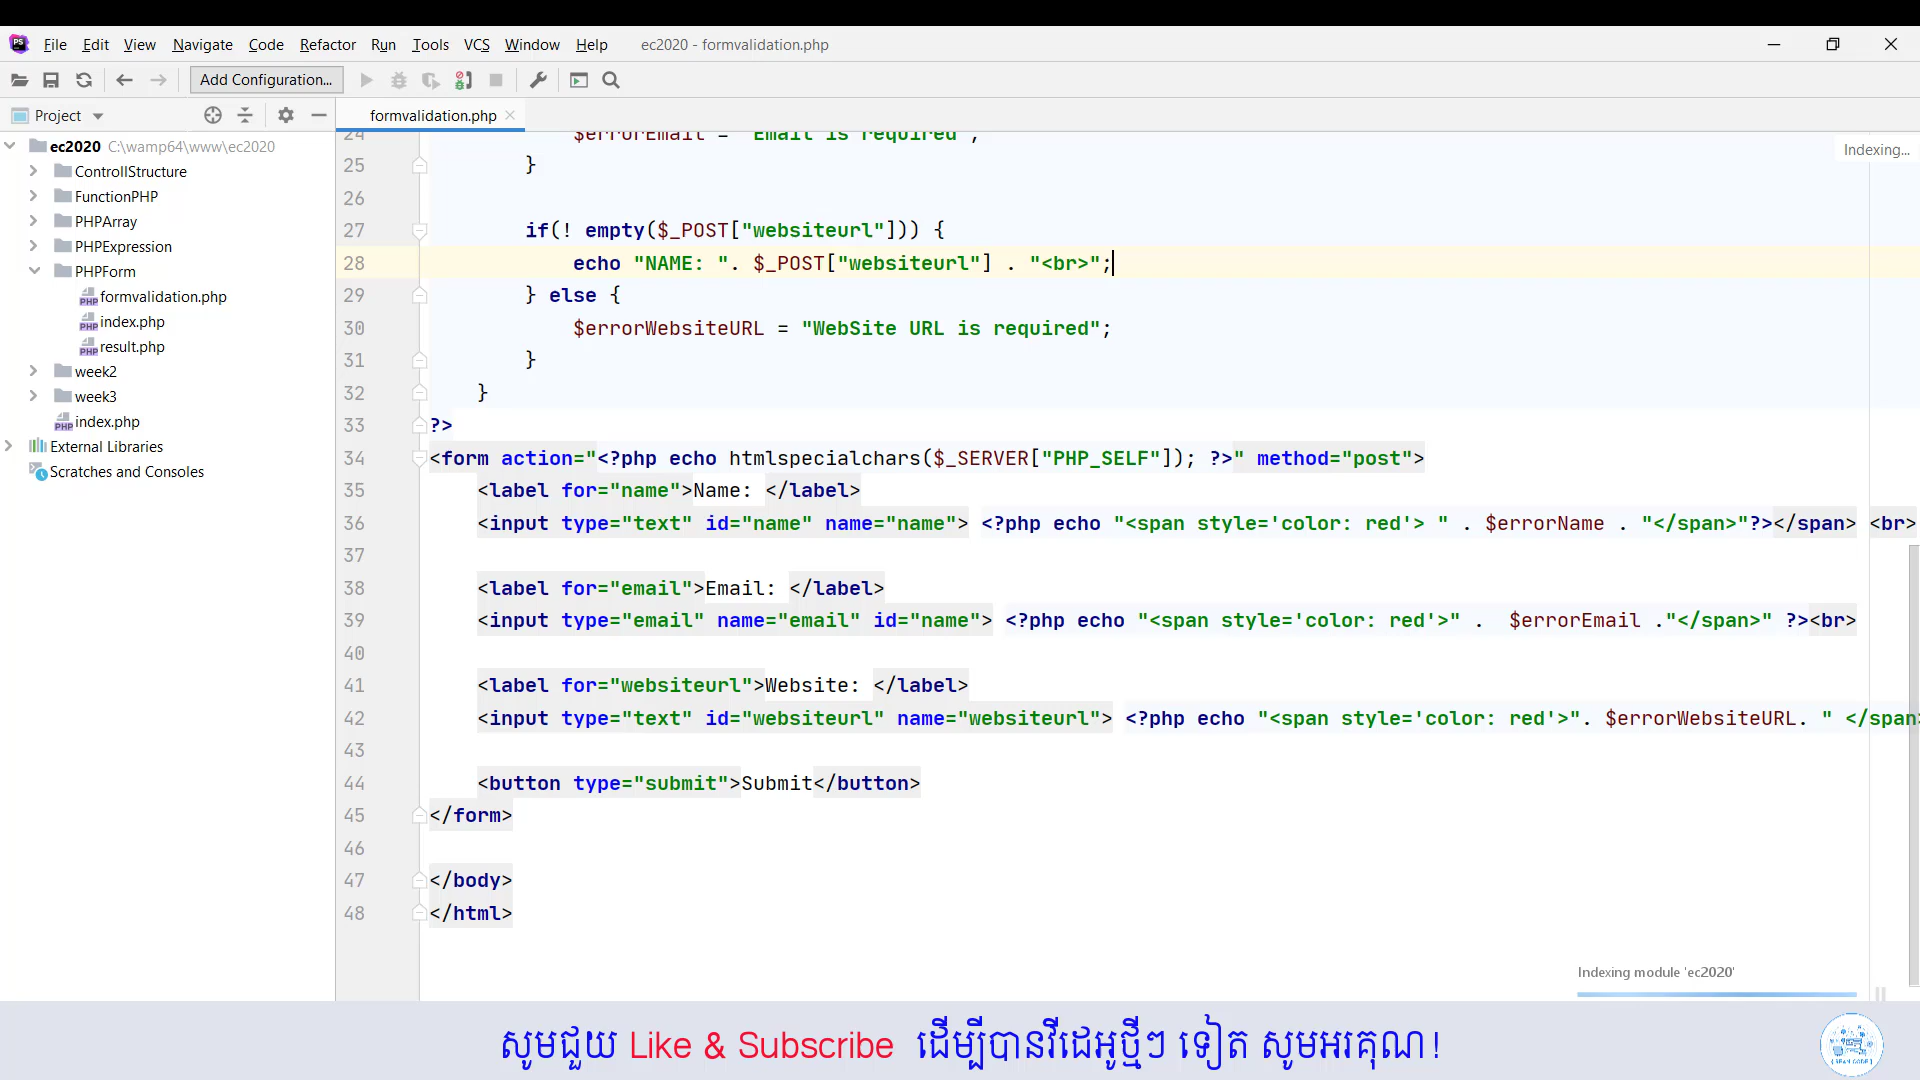 File Edit View Navigate Code Refactor Run Tools VCS Window Help ec2020 - formvalidation.php
Add Configuration...
Project
formvalidation.php
Indexing...
ec2020 C:\wamp64\www\ec2020
ControllStructure
FunctionPHP
PHPArray
PHPExpression
PHPForm
formvalidation.php
index.php
result.php
week2
week3
index.php
External Libraries
Scratches and Consoles
24 $errorEmail = "Email is required";
25 }
26
27 if(! empty($_POST["websiteurl"])) {
28 echo "NAME: ". $_POST["websiteurl"] . "<br>";
29 } else {
30 $errorWebsiteURL = "WebSite URL is required";
31 }
32 }
33 ?>
34 <form action="<?php echo htmlspecialchars($_SERVER["PHP_SELF"]); ?>" method="post">
35 <label for="name">Name: </label>
36 <input type="text" id="name" name="name"> <?php echo "<span style='color: red'> " . $errorName . "</span>"?></span> <br>
37
38 <label for="email">Email: </label>
39 <input type="email" name="email" id="name"> <?php echo "<span style='color: red'>" . $errorEmail ."</span>" ?><br>
40
41 <label for="websiteurl">Website: </label>
42 <input type="text" id="websiteurl" name="websiteurl"> <?php echo "<span style='color: red'>". $errorWebsiteURL. " </span>
43
44 <button type="submit">Submit</button>
45 </form>
46
47 </body>
48 </html>
Indexing module 'ec2020'
សូមជួយ Like & Subscribe ដើម្បីបានវីដេអូថ្មីៗ ទៀត សូមអរគុណ!